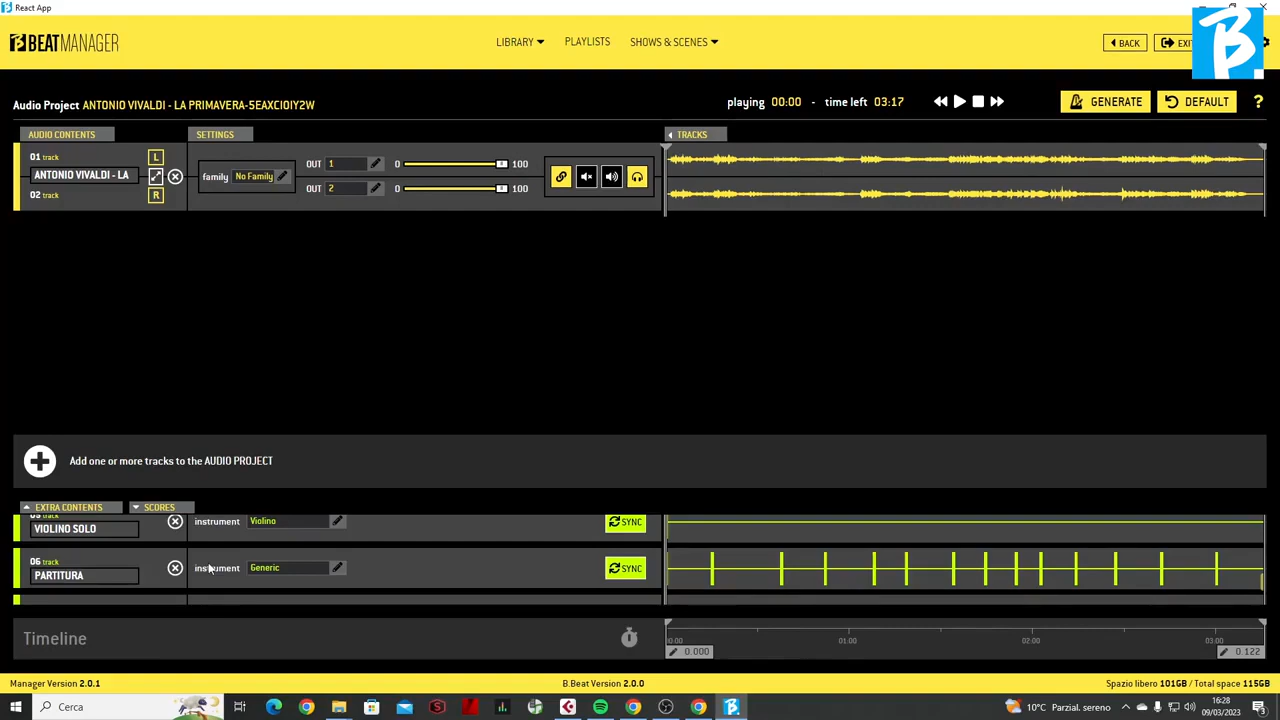 React App
BEATMANAGER
LIBRARY
PLAYLISTS
SHOWS & SCENES
BACK
EXI
B.
Audio Project ANTONIO VIVALDI - LA PRIMAVERA-5EAXCIOIY2W
playing 00:00 - time left 03:17
GENERATE
DEFAULT
?
AUDIO CONTENTS
SETTINGS
TRACKS
01 track
L
ANTONIO VIVALDI - LA
02 track
R
family No Family
OUT 1
0 100
OUT 2
0 100
Add one or more tracks to the AUDIO PROJECT
EXTRA CONTENTS
SCORES
VIOLINO SOLO
instrument Violino
SYNC
06 track
PARTITURA
instrument Generic
SYNC
Timeline
01:00
02:00
03:00
0.000
0.122
Manager Version 2.0.1
B.Beat Version 2.0.0
Spazio libero 101GB / Total space 115GB
Cerca
10°C Parzial. sereno
16:28
09/03/2023